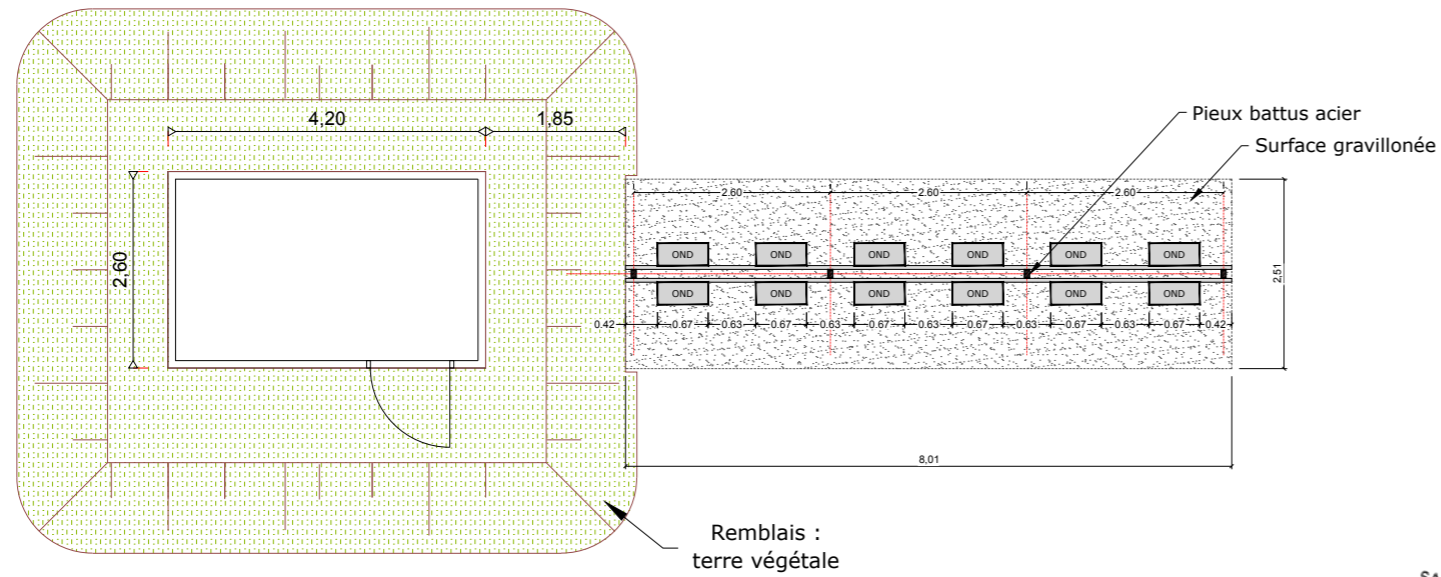 4,20
1,85
2,60
Pieux battus acier
Surface gravillonée
2.60 2.60 2.60
OND OND OND OND OND OND
OND OND OND OND OND OND
0.42 0.67 0.63 0.67 0.63 0.67 0.63 0.67 0.63 0.67 0.63 0.67 0.42
2,51
8,01
Remblais :
terre végétale